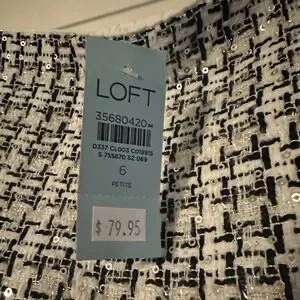 LOFT
35680420
D337 CL003 C018915
S 755870 SZ 069
6
PETITE
$ 79.95